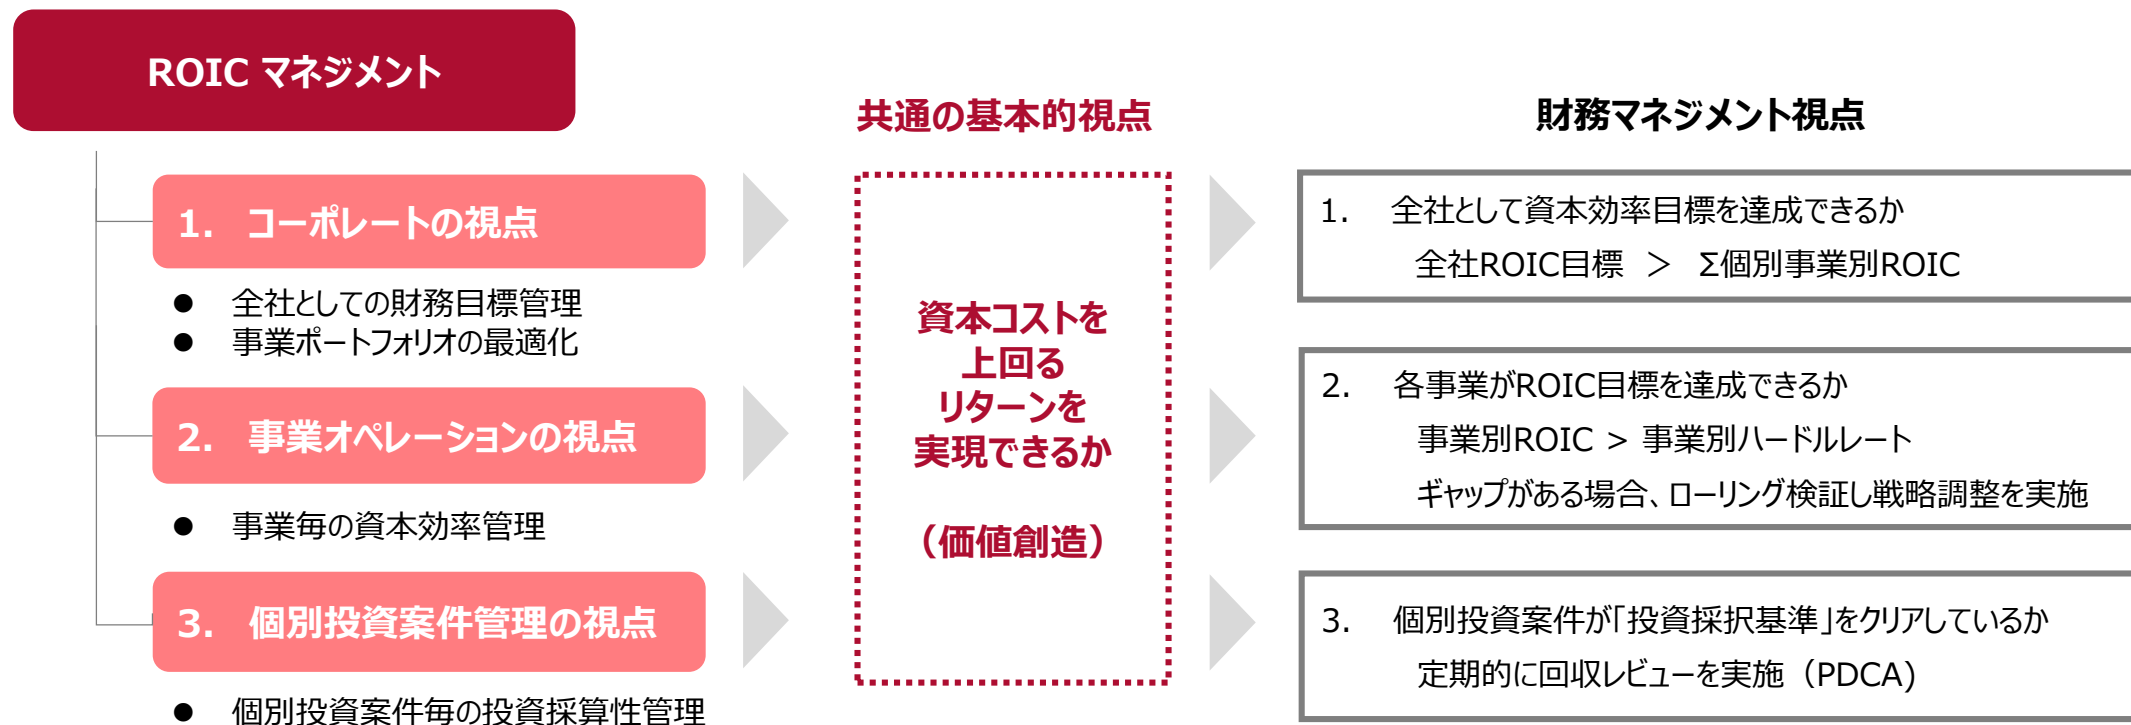 ROIC マネジメント
1. コーポレートの視点
● 全社としての財務目標管理
● 事業ポートフォリオの最適化
2. 事業オペレーションの視点
● 事業毎の資本効率管理
3. 個別投資案件管理の視点
● 個別投資案件毎の投資採算性管理
共通の基本的視点
資本コストを
上回る
リターンを
実現できるか
（価値創造）
財務マネジメント視点
1. 全社として資本効率目標を達成できるか
全社ROIC目標 ＞ Σ個別事業別ROIC
2. 各事業がROIC目標を達成できるか
事業別ROIC > 事業別ハードルレート
ギャップがある場合、ローリング検証し戦略調整を実施
3. 個別投資案件が「投資採択基準」をクリアしているか
定期的に回収レビューを実施（PDCA)